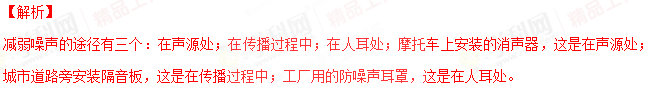 【解析】
减弱噪声的途径有三个：在声源处；在传播过程中；在人耳处；摩托车上安装的消声器，这是在声源处；
城市道路旁安装隔音板，这是在传播过程中；工厂用的防噪声耳罩，这是在人耳处。